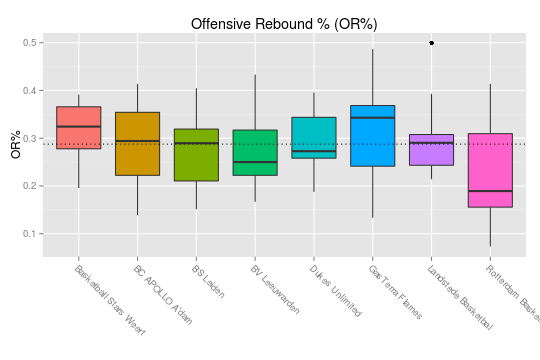 Offensive Rebound % (OR%)
OR%
0.5
0.4
0.3
0.2
0.1
Basketball Stars Weert
BC APOLLO A'dam
BS Leiden
BV Leeuwarden
Dukes Unlimited
GasTerra Flames
Landstede Basketbal
Rotterdam Baske